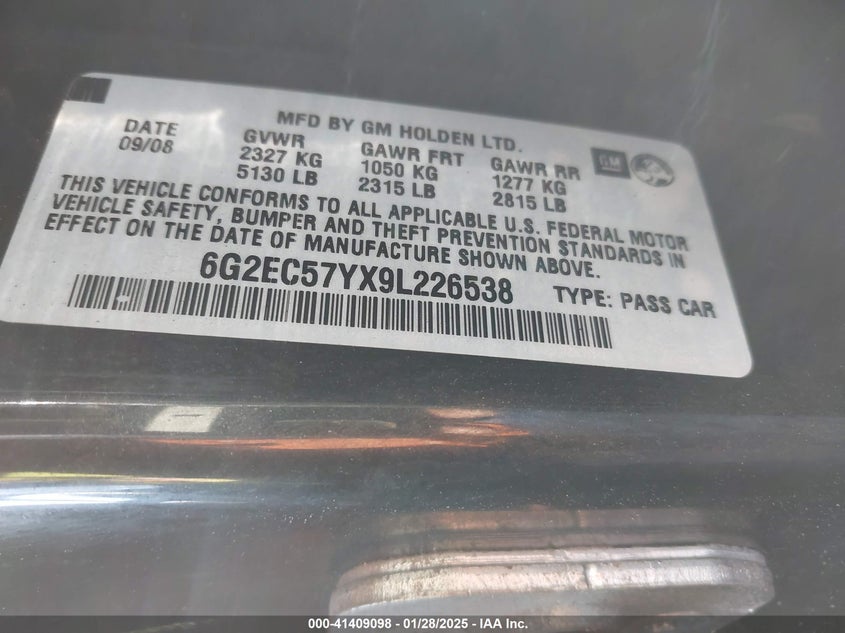 MFD BY GM HOLDEN LTD.
DATE GVWR GAWR FRT GAWR RR
09/08 2327 KG 1050 KG 1277 KG
5130 LB 2315 LB 2815 LB
GM
THIS VEHICLE CONFORMS TO ALL APPLICABLE U.S. FEDERAL MOTOR
VEHICLE SAFETY, BUMPER AND THEFT PREVENTION STANDARDS IN
EFFECT ON THE DATE OF MANUFACTURE SHOWN ABOVE.
6G2EC57YX9L226538 TYPE: PASS CAR
000-41409098 - 01/28/2025 - IAA Inc.